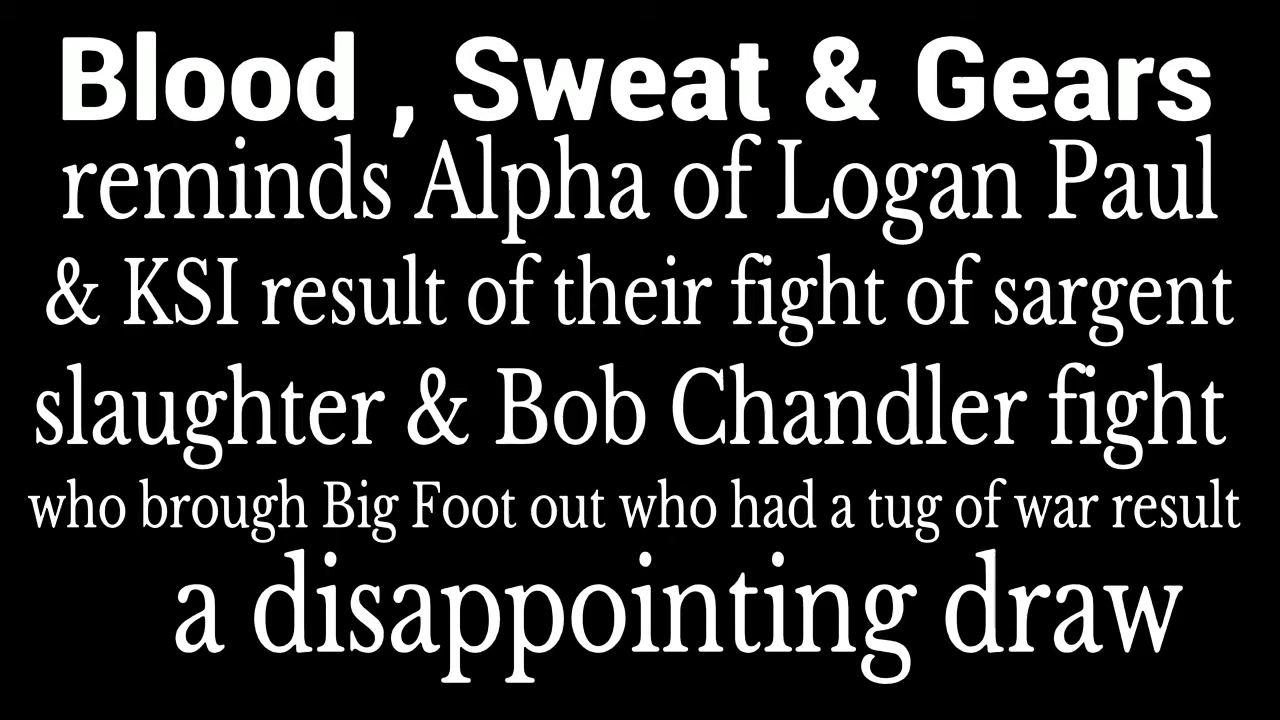 Blood , Sweat & Gears
reminds Alpha of Logan Paul
& KSI result of their fight of sargent
slaughter & Bob Chandler fight
who brough Big Foot out who had a tug of war result
a disappointing draw